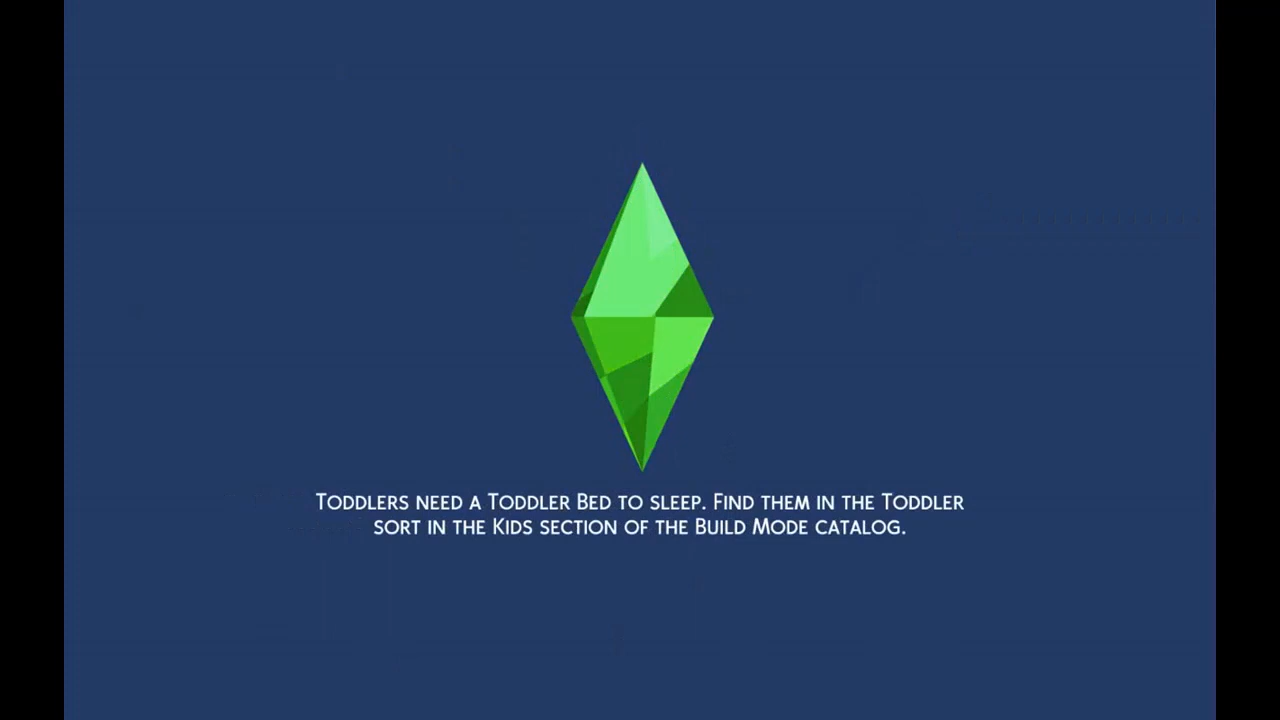 Toddlers need a Toddler Bed to sleep. Find them in the Toddler
sort in the Kids section of the Build Mode catalog.